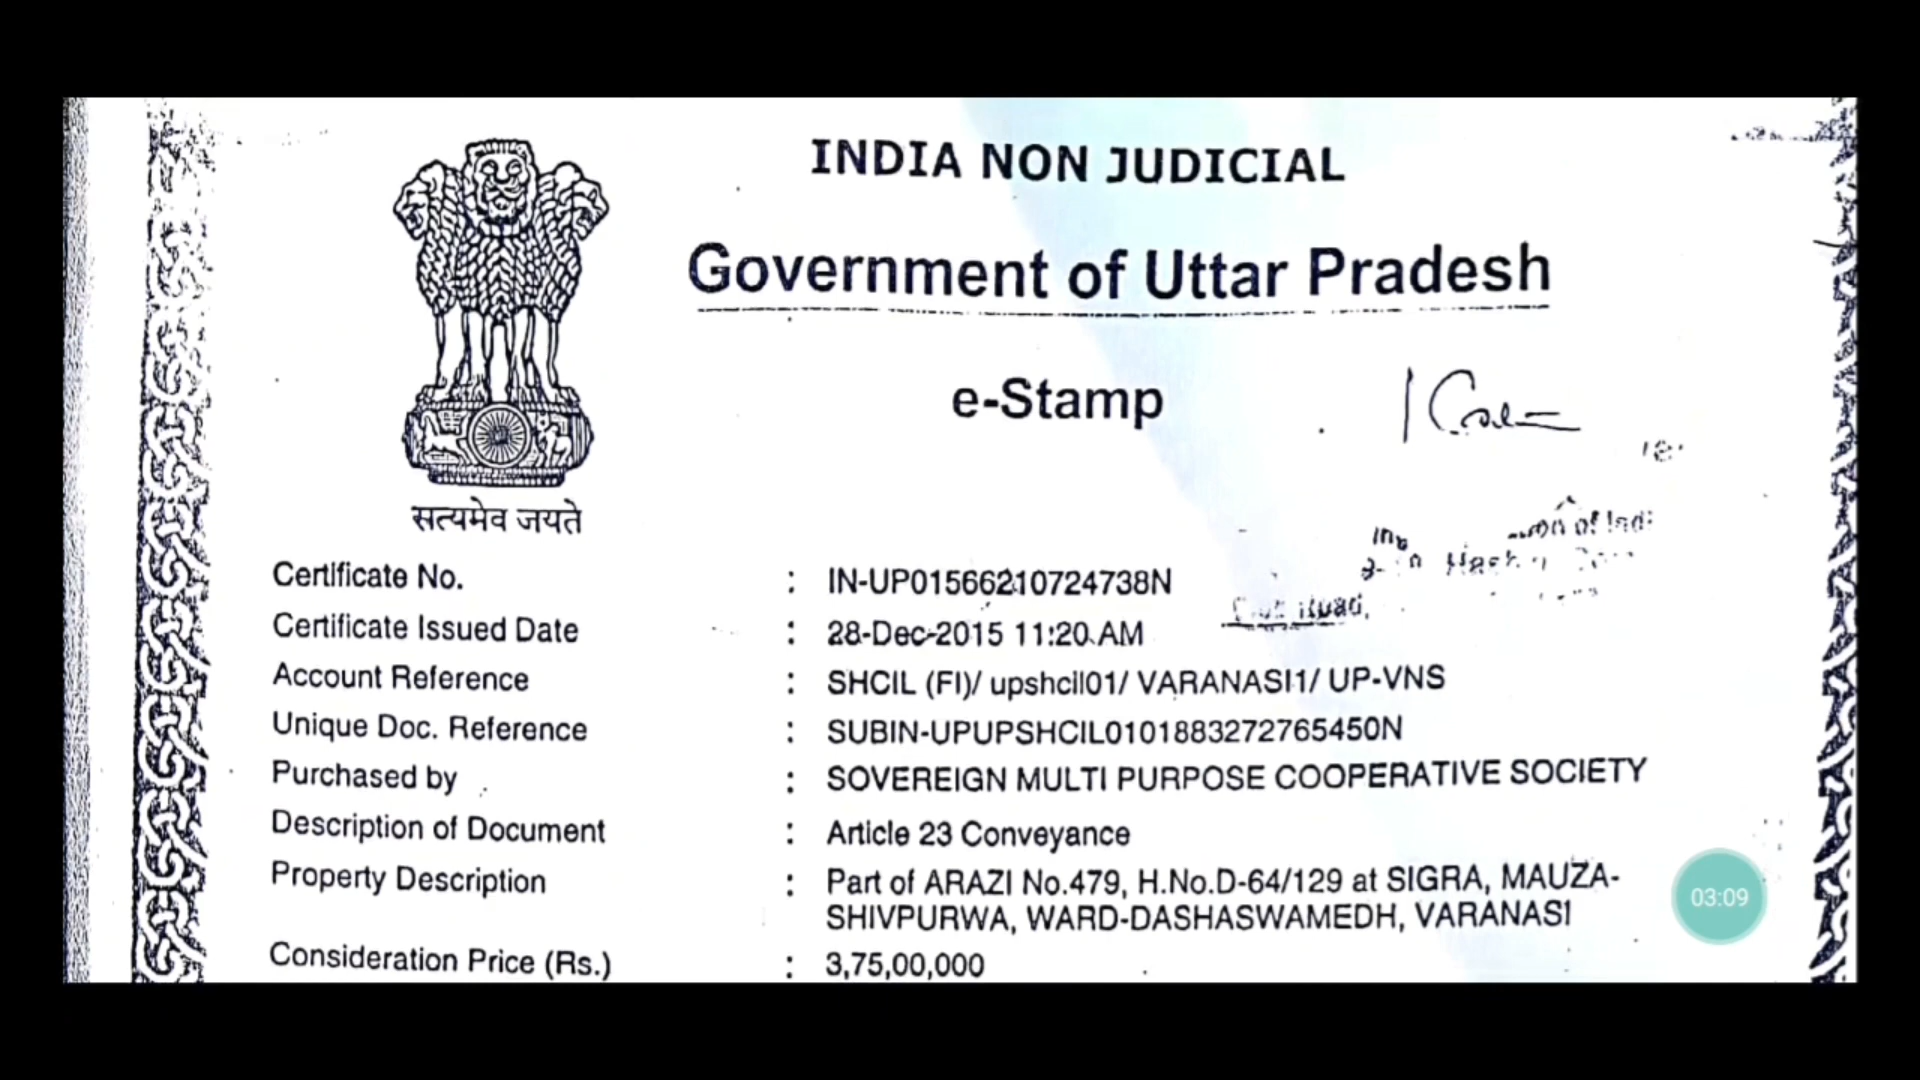 INDIA NON JUDICIAL
Government of Uttar Pradesh
e-Stamp
सत्यमेव जयते
Certificate No. : IN-UP01566210724738N
Certificate Issued Date : 28-Dec-2015 11:20 AM
Account Reference : SHCIL (FI)/ upshcil01/ VARANASI1/ UP-VNS
Unique Doc. Reference : SUBIN-UPUPSHCIL0101883272765450N
Purchased by : SOVEREIGN MULTI PURPOSE COOPERATIVE SOCIETY
Description of Document : Article 23 Conveyance
Property Description : Part of ARAZI No.479, H.No.D-64/129 at SIGRA, MAUZA-
SHIVPURWA, WARD-DASHASWAMEDH, VARANASI
03:09
Consideration Price (Rs.) : 3,75,00,000